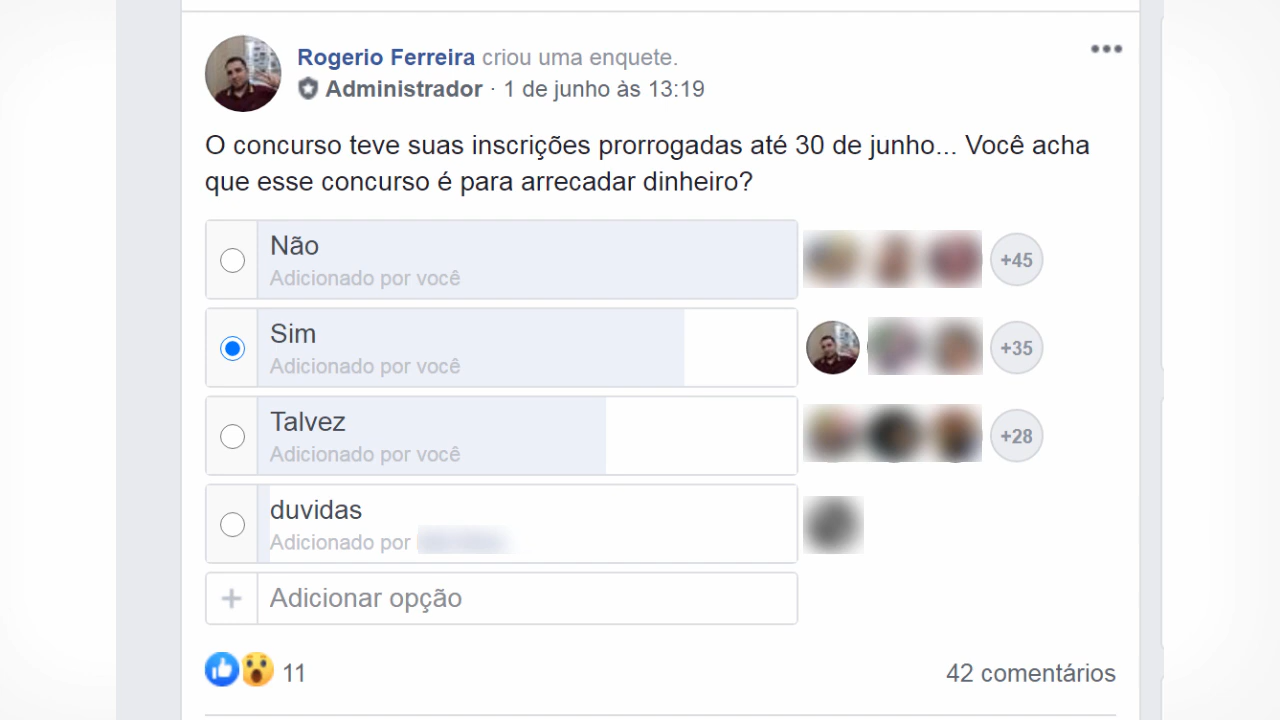 Rogerio Ferreira criou uma enquete.
Administrador · 1 de junho às 13:19
O concurso teve suas inscrições prorrogadas até 30 de junho... Você acha
que esse concurso é para arrecadar dinheiro?
Não
Adicionado por você
+45
Sim
Adicionado por você
+35
Talvez
Adicionado por você
+28
duvidas
Adicionado por
Adicionar opção
11
42 comentários